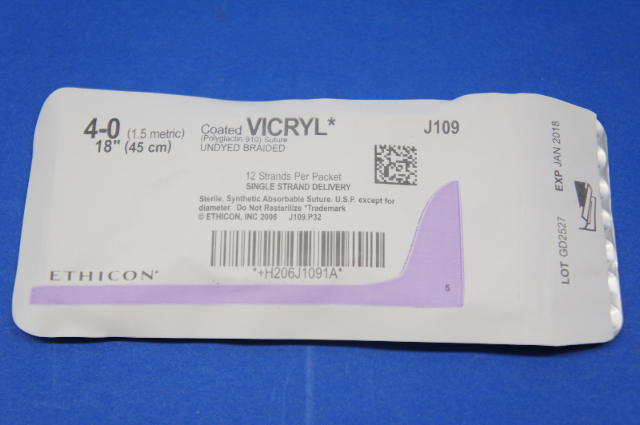 4-0 (1.5 metric)
18" (45 cm)
Coated VICRYL*
(Polyglactin 910) Suture
UNDYED BRAIDED
J109
12 Strands Per Packet
SINGLE STRAND DELIVERY
Sterile, Synthetic Absorbable Suture. U.S.P. except for
diameter. Do Not Rastarilize *Trademark
© ETHICON, INC 2006 J109.P32
*+H206J1091A*
ETHICON*
5
LOT GD2527 EXP JAN 2018